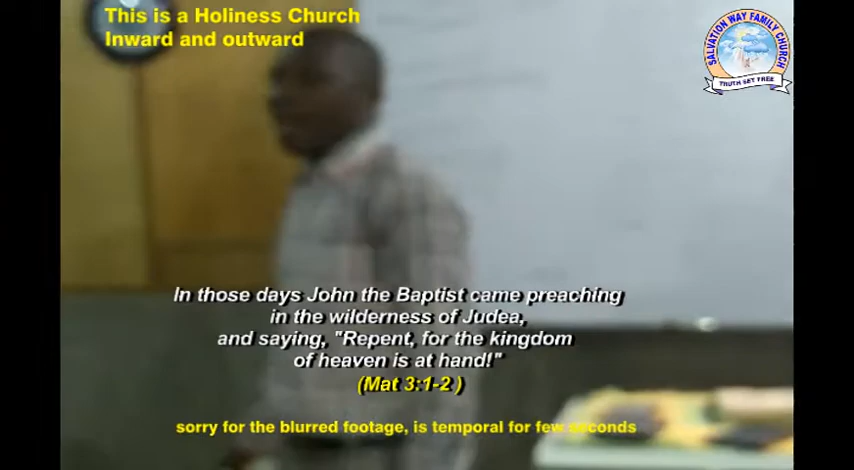 This is a Holiness Church
Inward and outward
SALVATION WAY FAMILY CHURCH
TRUTH SET FREE
In those days John the Baptist came preaching
in the wilderness of Judea,
and saying, "Repent, for the kingdom
of heaven is at hand!"
(Mat 3:1-2 )
sorry for the blurred footage, is temporal for few seconds